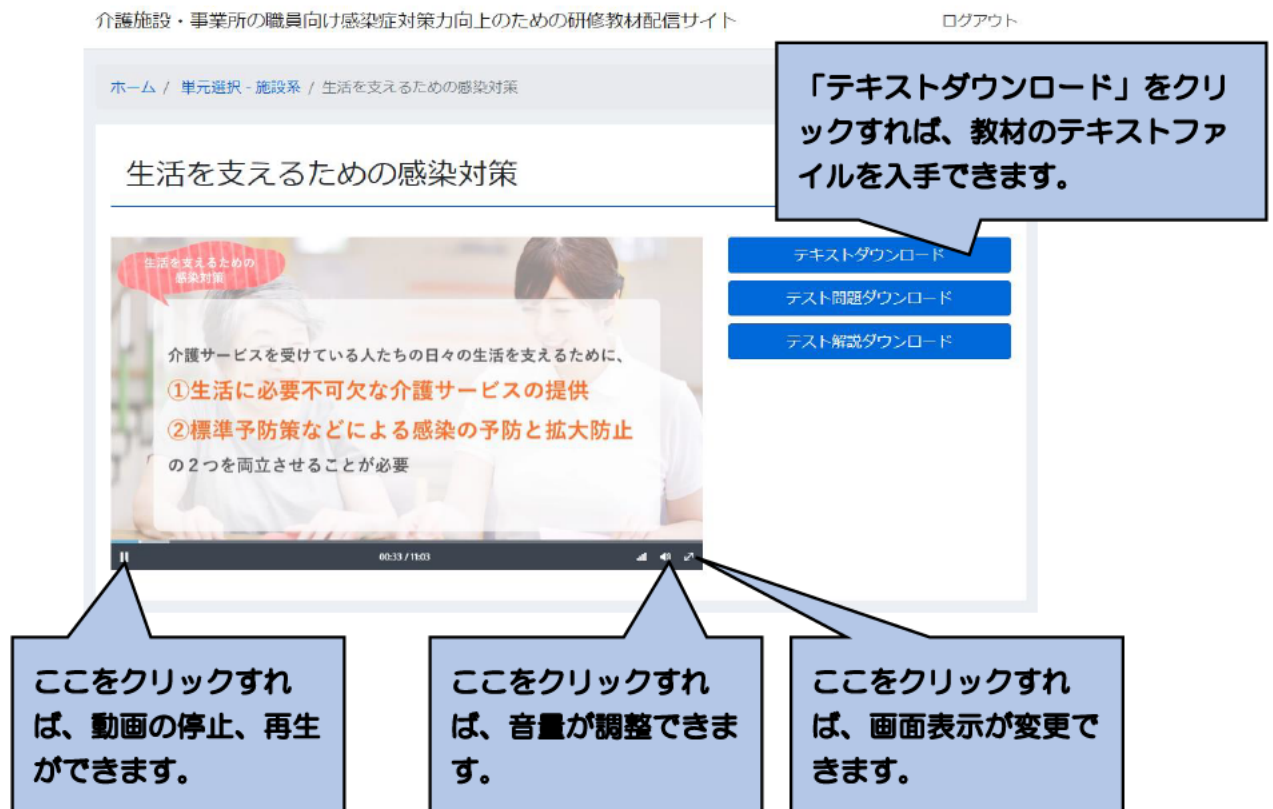 介護施設・事業所の職員向け感染症対策力向上のための研修教材配信サイト
ログアウト
ホーム / 単元選択 - 施設系 / 生活を支えるための感染対策
「テキストダウンロード」をクリ
ックすれば、教材のテキストファ
イルを入手できます。
生活を支えるための感染対策
生活を支えるための
感染対策
介護サービスを受けている人たちの日々の生活を支えるために、
①生活に必要不可欠な介護サービスの提供
②標準予防策などによる感染の予防と拡大防止
の2つを両立させることが必要
00:33 / 11:03
テキストダウンロード
テスト問題ダウンロード
テスト解説ダウンロード
ここをクリックすれ
ば、動画の停止、再生
ができます。
ここをクリックすれ
ば、音量が調整できま
す。
ここをクリックすれ
ば、画面表示が変更で
きます。